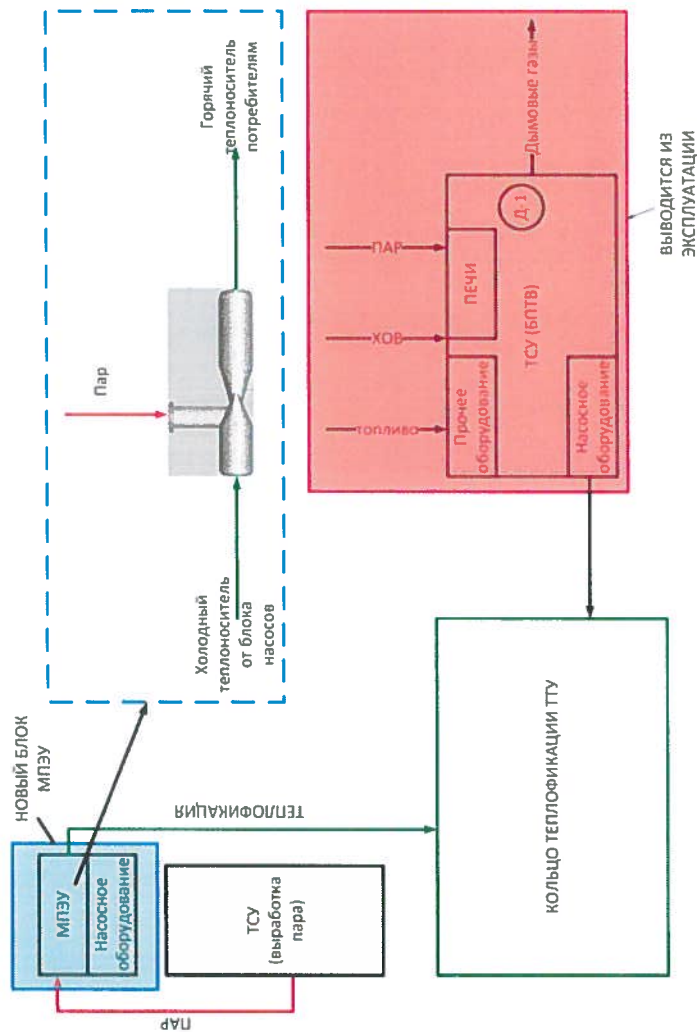 НОВЫЙ БЛОК
МПЭУ
МПЭУ
Насосное
оборудование
ПАР
ТЕПЛОФИКАЦИЯ
ТСУ
(выработка
пара)
Пар
Холодный
теплоноситель
от блока
насосов
Горячий
теплоноситель
потребителям
КОЛЬЦО ТЕПЛОФИКАЦИИ ТТУ
ТОПЛИВО
ХОВ
ПАР
Прочее
оборудование
ПЕЧИ
Д-1
ТСУ (БПТВ)
Насосное
оборудование
Дымовые газы
ВЫВОДИТСЯ ИЗ
ЭКСПЛУАТАЦИИ